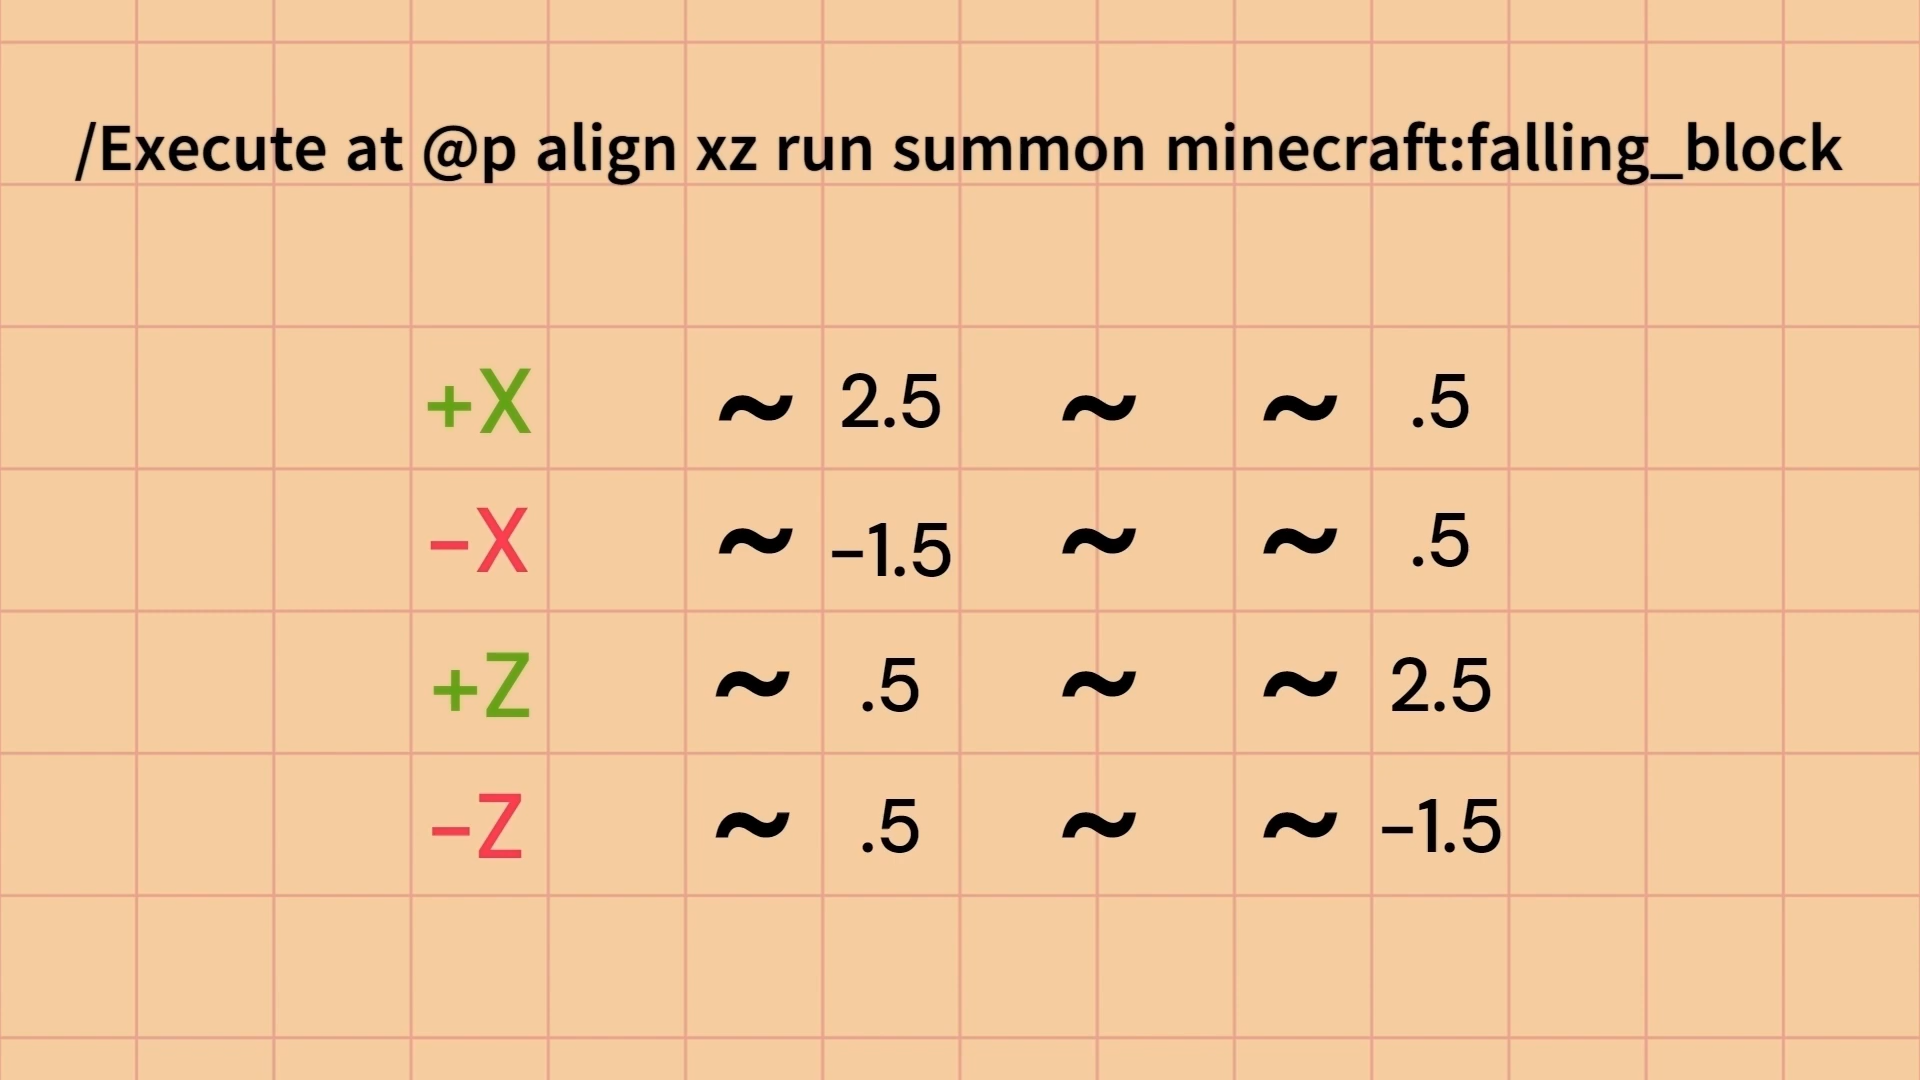 /Execute at @p align xz run summon minecraft:falling_block
+X ~ 2.5 ~ ~ .5
-X ~ -1.5 ~ ~ .5
+Z ~ .5 ~ ~ 2.5
-Z ~ .5 ~ ~ -1.5